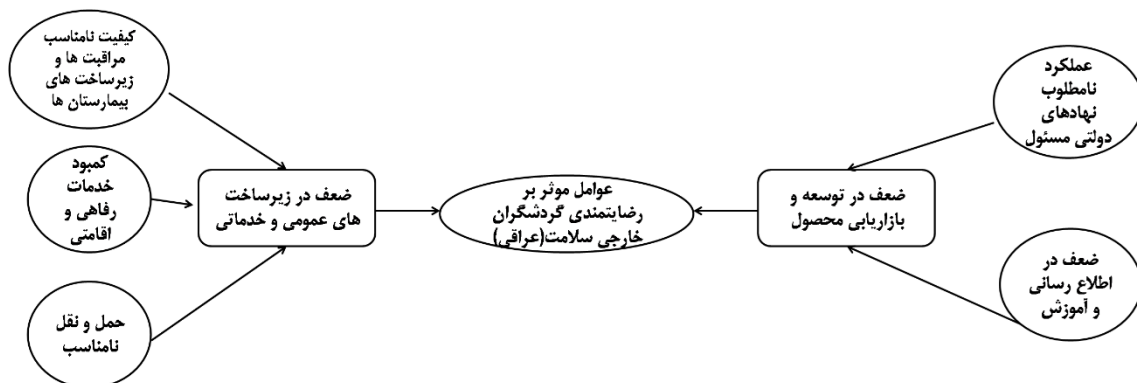 کیفیت نامناسب
مراقبت ها و
زیرساخت های
بیمارستان ها
عملکرد
نامطلوب
نهادهای
دولتی مسئول
کمبود
خدمات
رفاهی و
اقامتی
ضعف در زیرساخت
های عمومی و خدماتی
عوامل موثر بر
رضایتمندی گردشگران
خارجی سلامت(عراقی)
ضعف در توسعه و
بازاریابی محصول
ضعف در
اطلاع رسانی
و آموزش
حمل و نقل
نامناسب